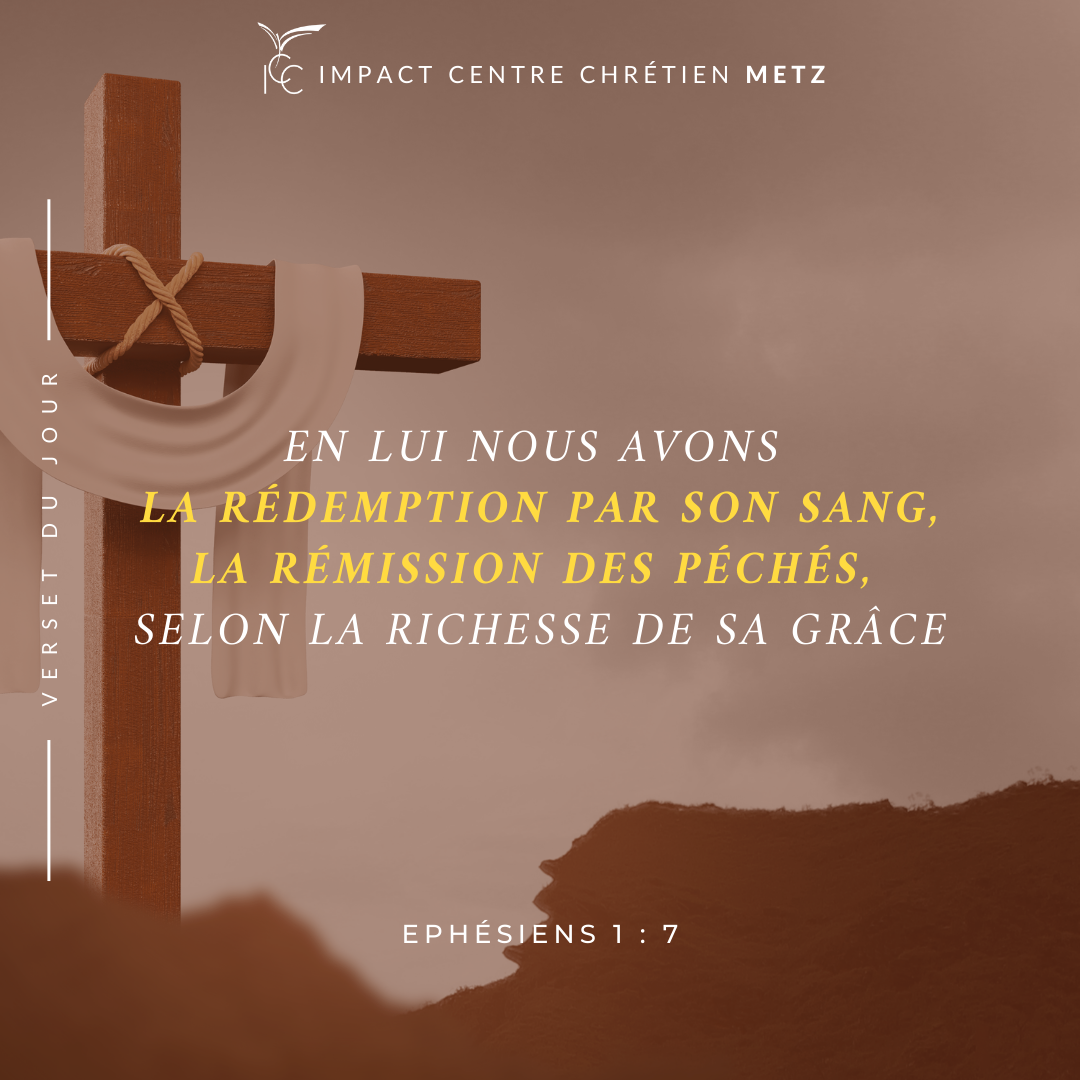 ICC IMPACT CENTRE CHRÉTIEN METZ
VERSET DU JOUR
EN LUI NOUS AVONS
LA RÉDEMPTION PAR SON SANG,
LA RÉMISSION DES PÉCHÉS,
SELON LA RICHESSE DE SA GRÂCE
EPHÉSIENS 1 : 7